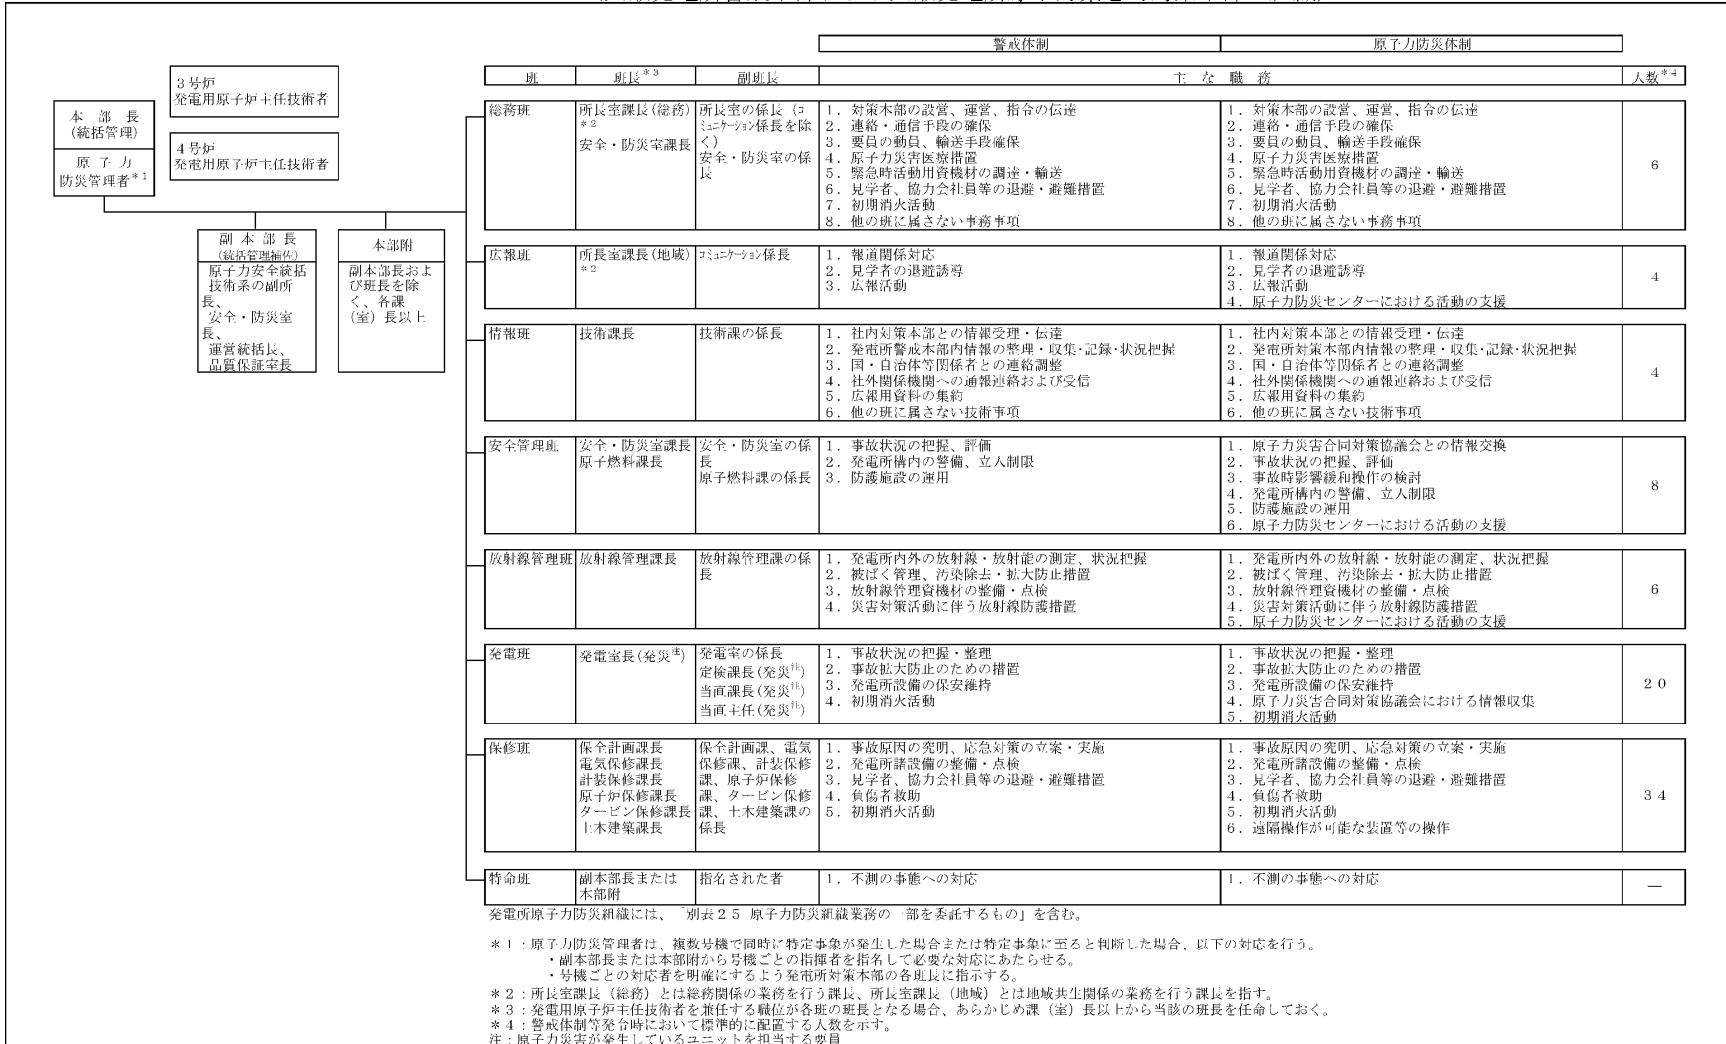 警戒体制
原子力防災体制
班
班長*3
副班長
主な職務
人数*4
3号炉
発電用原子炉主任技術者
4号炉
発電用原子炉主任技術者
本部長
(統括管理)
原子力
防災管理者*1
副本部長
(統括管理補佐)
原子力安全統括
技術系の副所
長、
安全・防災室
長、
運営統括長、
品質保証室長
本部附
副本部長およ
び班長を除
く、各課
(室)長以上
総務班
所長室課長(総務)
*2
安全・防災室課長
所長室の係長(コ
ミュニケーション係長を除
く)
安全・防災室の係
長
1.対策本部の設営、運営、指令の伝達
2.連絡・通信手段の確保
3.要員の動員、輸送手段確保
4.原子力災害医療措置
5.緊急時活動用資機材の調達・輸送
6.見学者、協力会社員等の退避・避難措置
7.初期消火活動
8.他の班に属さない事務事項
1.対策本部の設営、運営、指令の伝達
2.連絡・通信手段の確保
3.要員の動員、輸送手段確保
4.原子力災害医療措置
5.緊急時活動用資機材の調達・輸送
6.見学者、協力会社員等の退避・避難措置
7.初期消火活動
8.他の班に属さない事務事項
6
広報班
所長室課長(地域)
*2
コミュニケーション係長
1.報道関係対応
2.見学者の退避誘導
3.広報活動
1.報道関係対応
2.見学者の退避誘導
3.広報活動
4.原子力防災センターにおける活動の支援
4
情報班
技術課長
技術課の係長
1.社内対策本部との情報受理・伝達
2.発電所警戒本部内情報の整理・収集・記録・状況把握
3.国・自治体等関係者との連絡調整
4.社外関係機関への通報連絡および受信
5.広報用資料の集約
6.他の班に属さない技術事項
1.社内対策本部との情報受理・伝達
2.発電所対策本部内情報の整理・収集・記録・状況把握
3.国・自治体等関係者との連絡調整
4.社外関係機関への通報連絡および受信
5.広報用資料の集約
6.他の班に属さない技術事項
4
安全管理班
安全・防災室課長
原子燃料課長
安全・防災室の係
長
原子燃料課の係長
1.事故状況の把握、評価
2.発電所構内の警備、立入制限
3.防護施設の運用
1.原子力災害合同対策協議会との情報交換
2.事故状況の把握、評価
3.事故時影響緩和操作の検討
4.発電所構内の警備、立入制限
5.防護施設の運用
6.原子力防災センターにおける活動の支援
8
放射線管理班
放射線管理課長
放射線管理課の係
長
1.発電所内外の放射線・放射能の測定、状況把握
2.被ばく管理、汚染除去・拡大防止措置
3.放射線管理資機材の整備・点検
4.災害対策活動に伴う放射線防護措置
1.発電所内外の放射線・放射能の測定、状況把握
2.被ばく管理、汚染除去・拡大防止措置
3.放射線管理資機材の整備・点検
4.災害対策活動に伴う放射線防護措置
5.原子力防災センターにおける活動の支援
6
発電班
発電室長(発災注)
発電室の係長
定検課長(発災注)
当直課長(発災注)
当直主任(発災注)
1.事故状況の把握・整理
2.事故拡大防止のための措置
3.発電所設備の保安維持
4.初期消火活動
1.事故状況の把握・整理
2.事故拡大防止のための措置
3.発電所設備の保安維持
4.原子力災害合同対策協議会における情報収集
5.初期消火活動
20
保修班
保全計画課長
電気保修課長
計装保修課長
原子炉保修課長
タービン保修課長
土木建築課長
保全計画課、電気
保修課、計装保修
課、原子炉保修
課、タービン保修
課、土木建築課の
係長
1.事故原因の究明、応急対策の立案・実施
2.発電所諸設備の整備・点検
3.見学者、協力会社員等の退避・避難措置
4.負傷者救助
5.初期消火活動
1.事故原因の究明、応急対策の立案・実施
2.発電所諸設備の整備・点検
3.見学者、協力会社員等の退避・避難措置
4.負傷者救助
5.初期消火活動
6.遠隔操作が可能な装置等の操作
34
特命班
副本部長または
本部附
指名された者
1.不測の事態への対応
1.不測の事態への対応
―
発電所原子力防災組織には、「別表25 原子力防災組織業務の一部を委託するもの」を含む。
*1:原子力防災管理者は、複数号機で同時に特定事象が発生した場合または特定事象に至ると判断した場合、以下の対応を行う。
・副本部長または本部附から号機ごとの指揮者を指名して必要な対応にあたらせる。
・号機ごとの対応者を明確にするよう発電所対策本部の各班長に指示する。
*2:所長室課長(総務)とは総務関係の業務を行う課長、所長室課長(地域)とは地域共生関係の業務を行う課長を指す。
*3:発電用原子炉主任技術者を兼任する職位が各班の班長となる場合、あらかじめ課(室)長以上から当該の班長を任命しておく。
*4:警戒体制等発令時において標準的に配置する人数を示す。
注:原子力災害が発生しているユニットを担当する要員